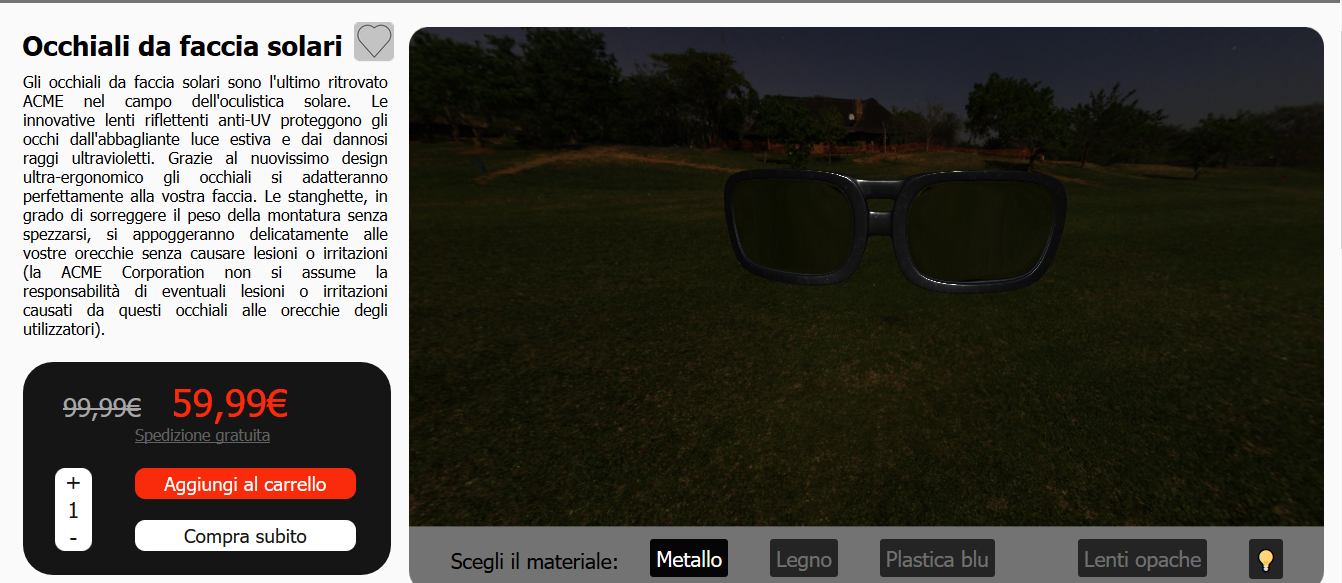 Occhiali da faccia solari
Gli occhiali da faccia solari sono l'ultimo ritrovato
ACME nel campo dell'oculistica solare. Le
innovative lenti riflettenti anti-UV proteggono gli
occhi dall'abbagliante luce estiva e dai dannosi
raggi ultravioletti. Grazie al nuovissimo design
ultra-ergonomico gli occhiali si adatteranno
perfettamente alla vostra faccia. Le stanghette, in
grado di sorreggere il peso della montatura senza
spezzarsi, si appoggeranno delicatamente alle
vostre orecchie senza causare lesioni o irritazioni
(la ACME Corporation non si assume la
responsabilità di eventuali lesioni o irritazioni
causati da questi occhiali alle orecchie degli
utilizzatori).
99,99€ 59,99€
Spedizione gratuita
+
1
-
Aggiungi al carrello
Compra subito
Scegli il materiale: Metallo Legno Plastica blu Lenti opache